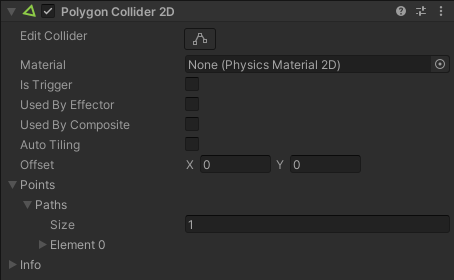 Polygon Collider 2D
Edit Collider
Material None (Physics Material 2D)
Is Trigger
Used By Effector
Used By Composite
Auto Tiling
Offset X 0 Y 0
Points
Paths
Size 1
Element 0
Info